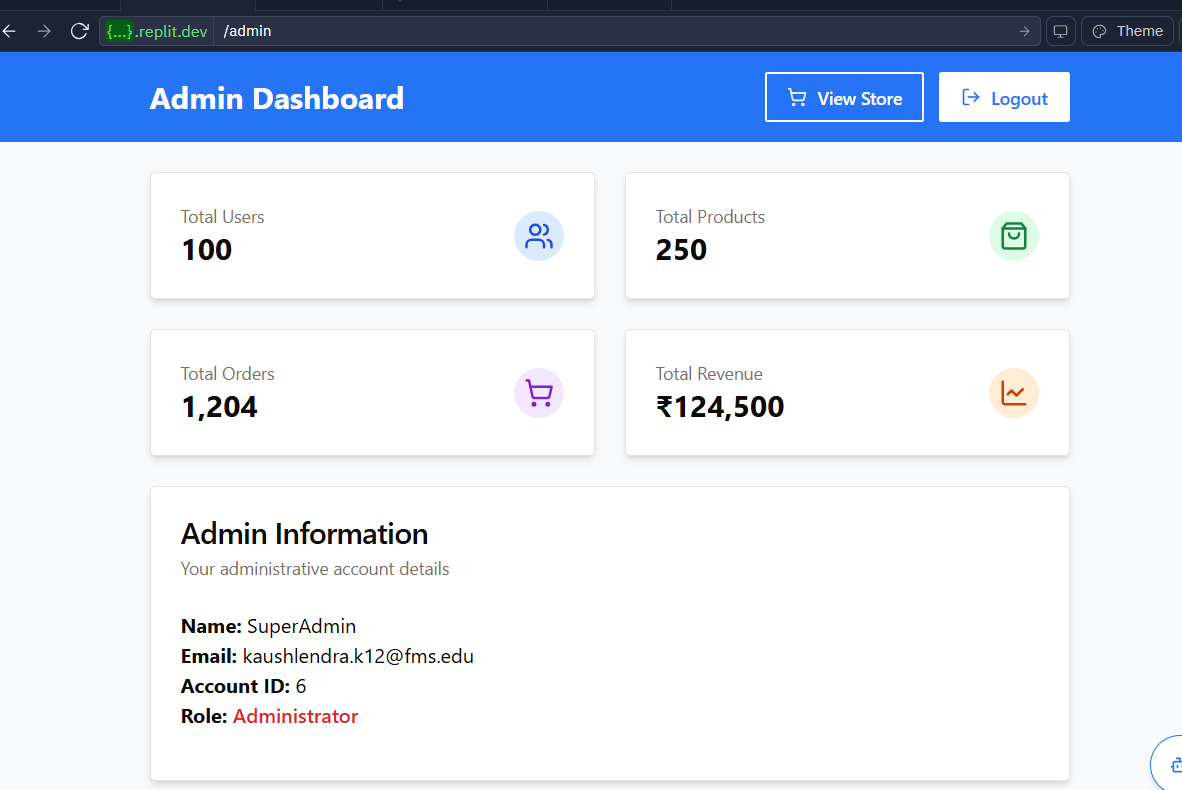 {...}.replit.dev /admin Theme
Admin Dashboard View Store Logout
Total Users
100
Total Products
250
Total Orders
1,204
Total Revenue
₹124,500
Admin Information
Your administrative account details
Name: SuperAdmin
Email: kaushlendra.k12@fms.edu
Account ID: 6
Role: Administrator